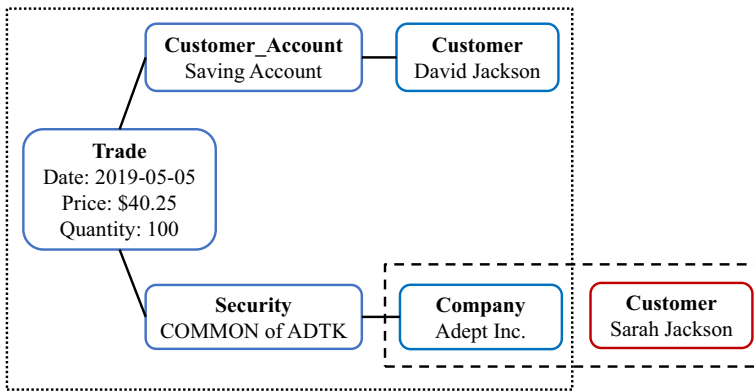 Customer_Account
Saving Account
Customer
David Jackson
Trade
Date: 2019-05-05
Price: $40.25
Quantity: 100
Security
COMMON of ADTK
Company
Adept Inc.
Customer
Sarah Jackson